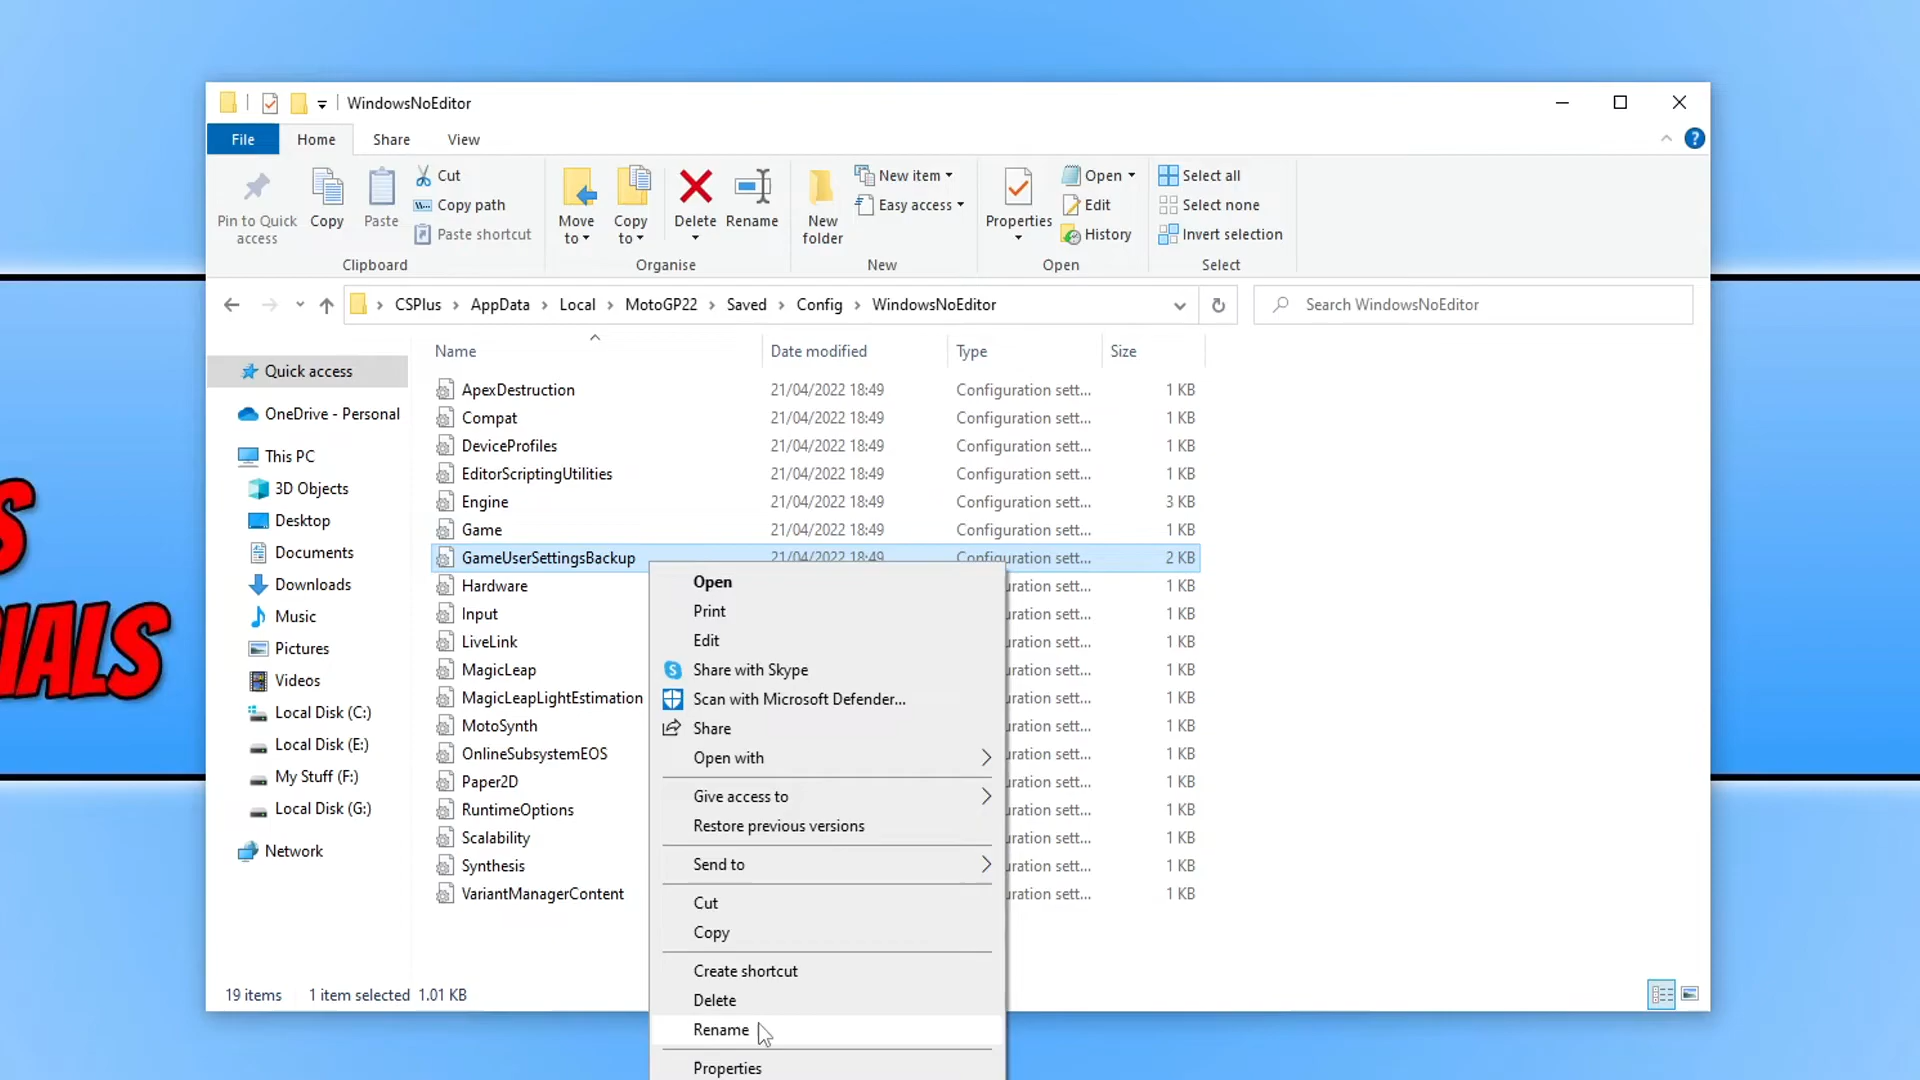 WindowsNoEditor
File Home Share View
Pin to Quick access
Copy
Paste
Cut
Copy path
Paste shortcut
Clipboard
Move to
Copy to
Delete
Rename
Organise
New folder
New item
Easy access
New
Properties
Open
Edit
History
Open
Select all
Select none
Invert selection
Select
CSPlus > AppData > Local > MotoGP22 > Saved > Config > WindowsNoEditor
Search WindowsNoEditor
Quick access
OneDrive - Personal
This PC
3D Objects
Desktop
Documents
Downloads
Music
Pictures
Videos
Local Disk (C:)
Local Disk (E:)
My Stuff (F:)
Local Disk (G:)
Network
Name Date modified Type Size
ApexDestruction 21/04/2022 18:49 Configuration sett... 1 KB
Compat 21/04/2022 18:49 Configuration sett... 1 KB
DeviceProfiles 21/04/2022 18:49 Configuration sett... 1 KB
EditorScriptingUtilities 21/04/2022 18:49 Configuration sett... 1 KB
Engine 21/04/2022 18:49 Configuration sett... 3 KB
Game 21/04/2022 18:49 Configuration sett... 1 KB
GameUserSettingsBackup 21/04/2022 18:49 Configuration sett... 2 KB
Hardware uration sett... 1 KB
Input uration sett... 1 KB
LiveLink uration sett... 1 KB
MagicLeap uration sett... 1 KB
MagicLeapLightEstimation uration sett... 1 KB
MotoSynth uration sett... 1 KB
OnlineSubsystemEOS uration sett... 1 KB
Paper2D uration sett... 1 KB
RuntimeOptions uration sett... 1 KB
Scalability uration sett... 1 KB
Synthesis uration sett... 1 KB
VariantManagerContent uration sett... 1 KB
Open
Print
Edit
Share with Skype
Scan with Microsoft Defender...
Share
Open with
Give access to
Restore previous versions
Send to
Cut
Copy
Create shortcut
Delete
Rename
Properties
19 items 1 item selected 1.01 KB
S
IALS